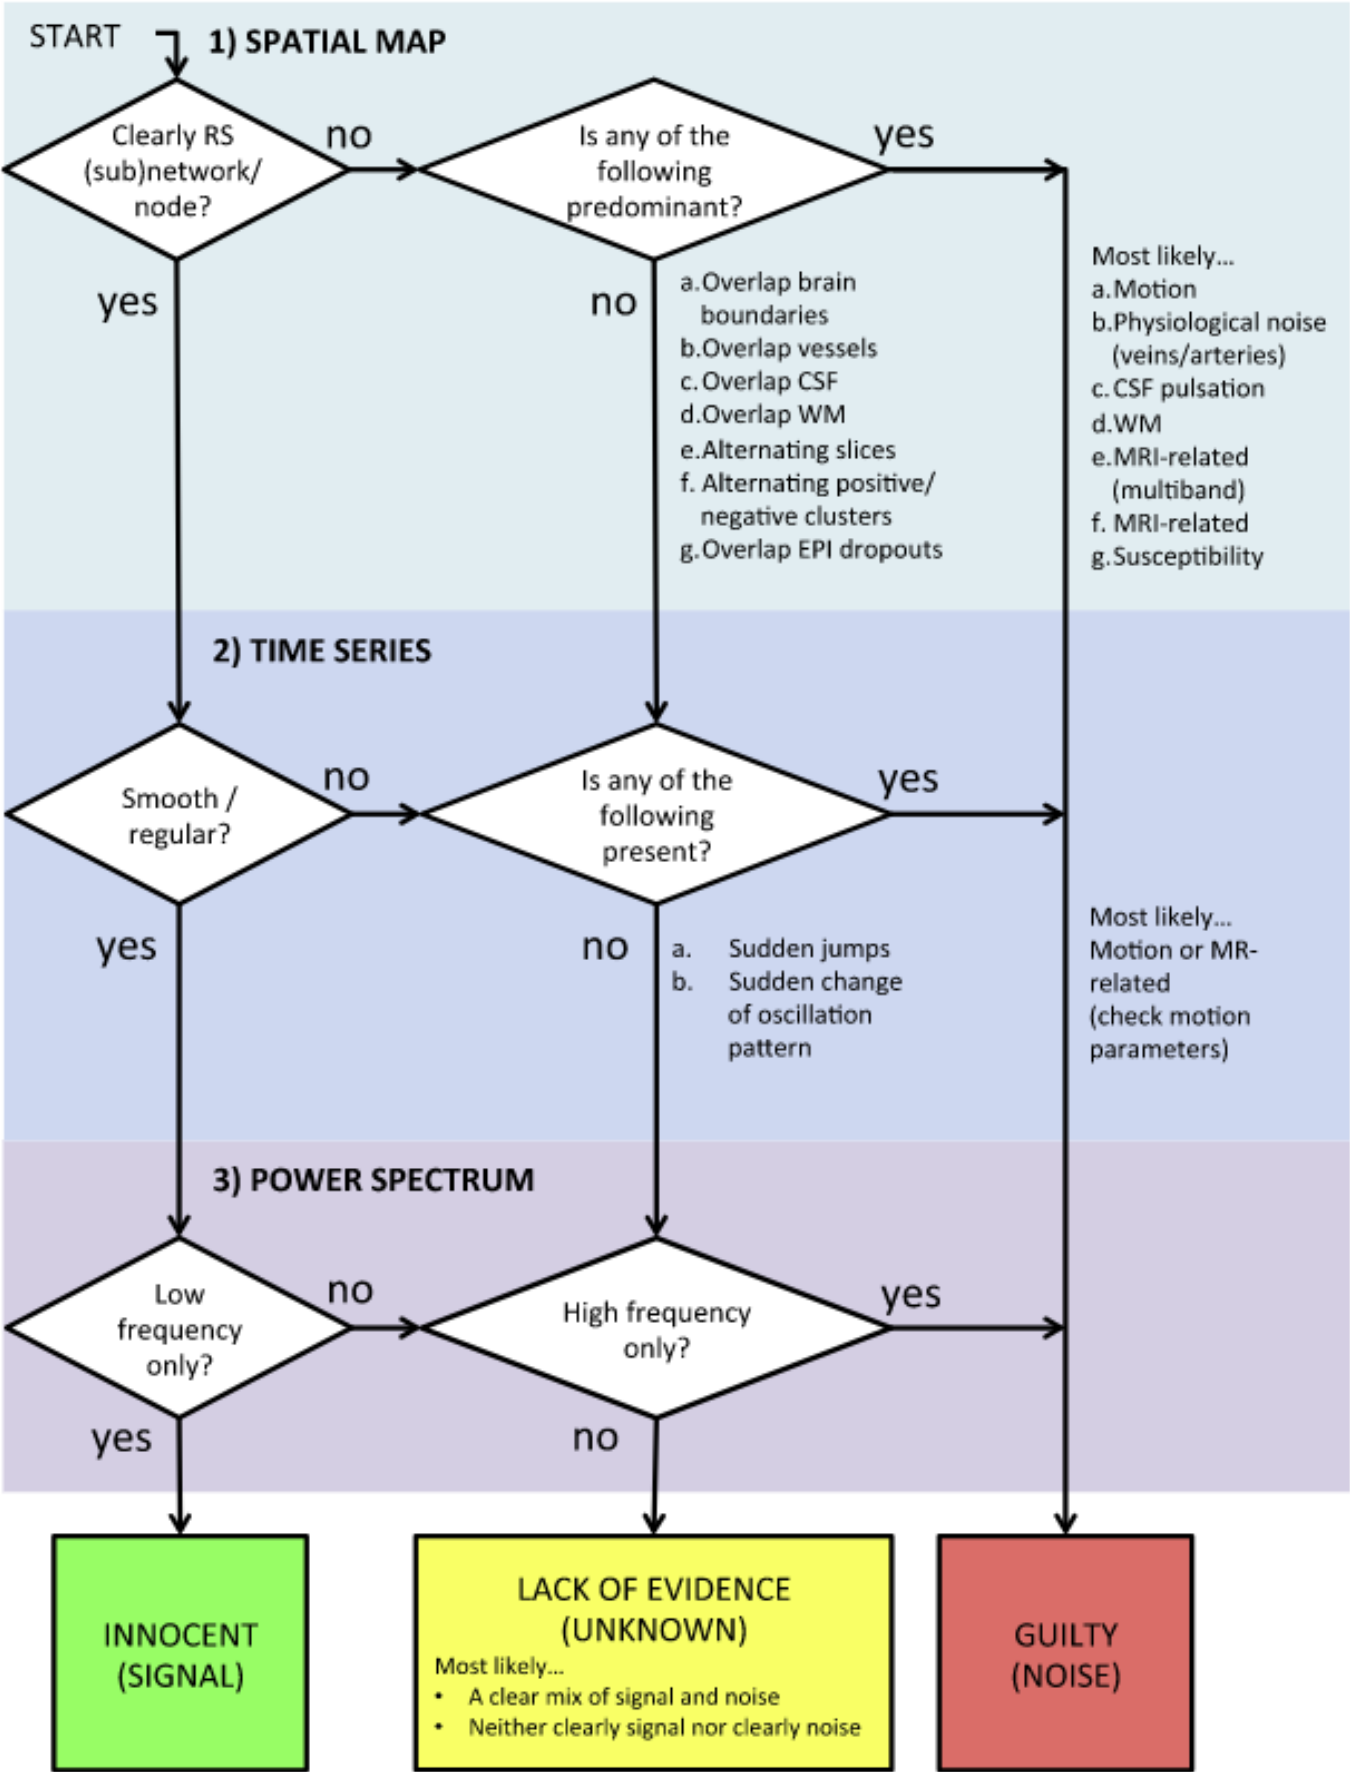 START
1) SPATIAL MAP
Clearly RS
(sub)network/
node?
no
Is any of the
following
predominant?
yes
yes
no
a.Overlap brain
boundaries
b.Overlap vessels
c.Overlap CSF
d.Overlap WM
e.Alternating slices
f. Alternating positive/
negative clusters
g.Overlap EPI dropouts
Most likely...
a.Motion
b.Physiological noise
(veins/arteries)
c.CSF pulsation
d.WM
e.MRI-related
(multiband)
f. MRI-related
g.Susceptibility
2) TIME SERIES
Smooth /
regular?
no
Is any of the
following
present?
yes
yes
no
a. Sudden jumps
b. Sudden change
of oscillation
pattern
Most likely...
Motion or MR-
related
(check motion
parameters)
3) POWER SPECTRUM
Low
frequency
only?
no
High frequency
only?
yes
yes
no
INNOCENT
(SIGNAL)
LACK OF EVIDENCE
(UNKNOWN)
Most likely...
• A clear mix of signal and noise
• Neither clearly signal nor clearly noise
GUILTY
(NOISE)